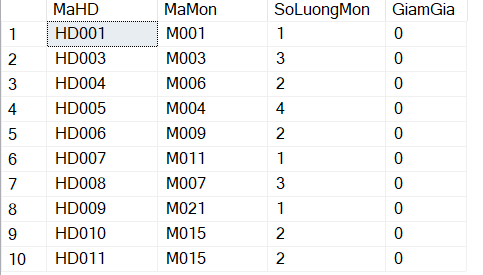 MaHD MaMon SoLuongMon GiamGia
1 HD001 M001 1 0
2 HD003 M003 3 0
3 HD004 M006 2 0
4 HD005 M004 4 0
5 HD006 M009 2 0
6 HD007 M011 1 0
7 HD008 M007 3 0
8 HD009 M021 1 0
9 HD010 M015 2 0
10 HD011 M015 2 0